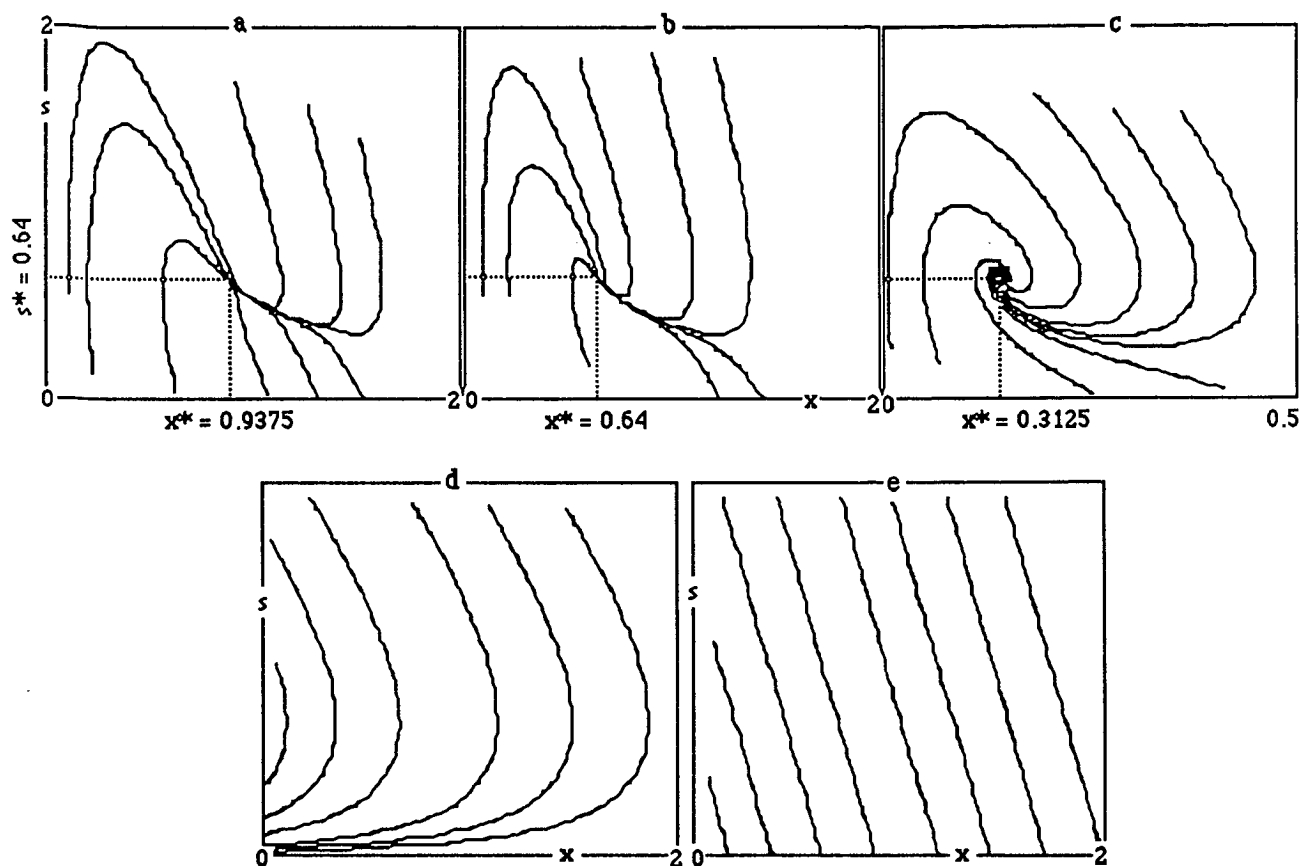 2 a b c
s
s* = 0.64
0 2 0 x 2 0 0.5
x* = 0.9375 x* = 0.64 x* = 0.3125
d e
s s
0 x 2 0 x 2